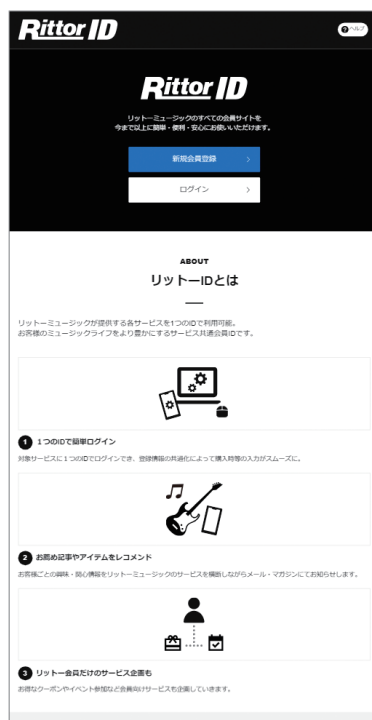 Rittor ID
?ヘルプ
Rittor ID
リットーミュージックのすべての会員サイトを
今まで以上に簡単・便利・安心にお使いいただけます。
新規会員登録
ログイン
ABOUT
リットーIDとは
リットーミュージックが提供する各サービスを1つのIDで利用可能。
お客様のミュージックライフをより豊かにするサービス共通会員IDです。
1 1つのIDで簡単ログイン
対象サービスに1つのIDでログインでき、登録情報の共通化によって購入時等の入力がスムーズに。
2 お薦め記事やアイテムをレコメンド
お客様ごとの興味・関心情報をリットーミュージックのサービスを横断しながらメール・マガジンにてお知らせします。
3 リットー会員だけのサービス企画も
お得なクーポンやイベント参加など会員向けサービスも企画していきます。